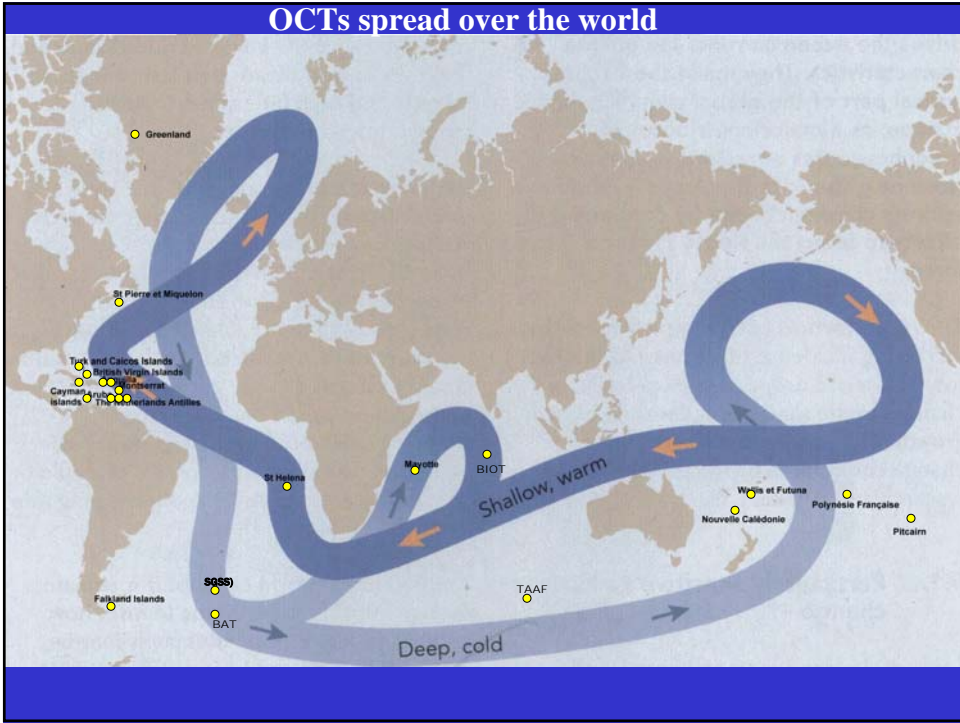 OCTs spread over the world
Greenland
St Pierre et Miquelon
Turk and Caicos Islands
British Virgin Islands
Montserrat
Cayman
islands
Aruba
The Netherlands Antilles
St Helena
Mayotte
BIOT
Shallow, warm
Wallis et Futuna
Polynésie Française
Nouvelle Calédonie
Pitcairn
SGSS)
TAAF
Falkland Islands
BAT
Deep, cold